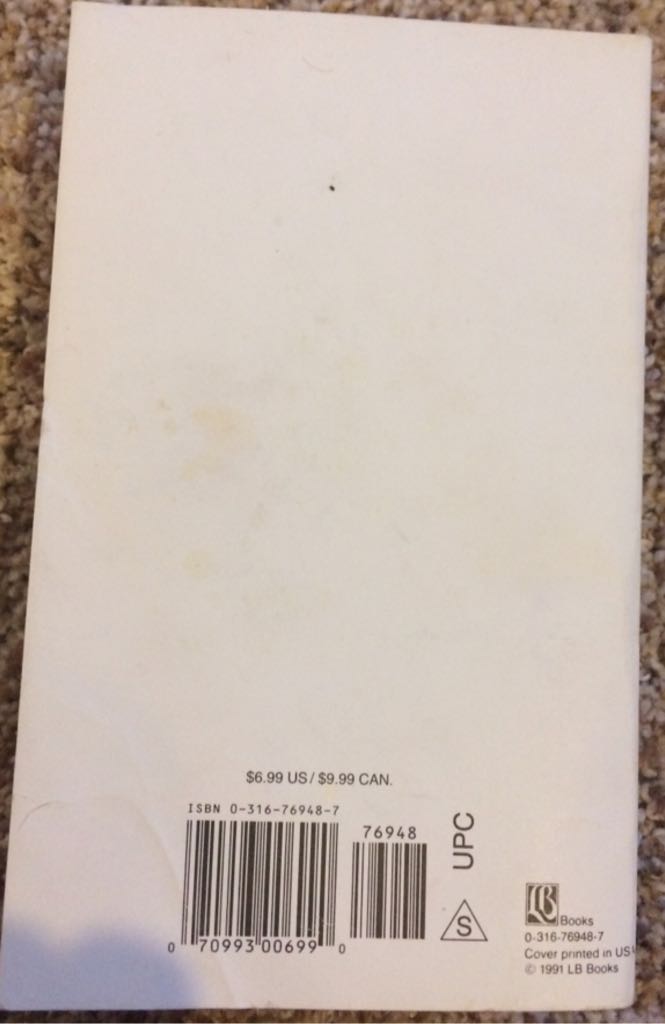 $6.99 US / $9.99 CAN.
ISBN 0-316-76948-7
76948
UPC
0 70993 00699 0
S
LB Books
0-316-76948-7
Cover printed in US
© 1991 LB Books